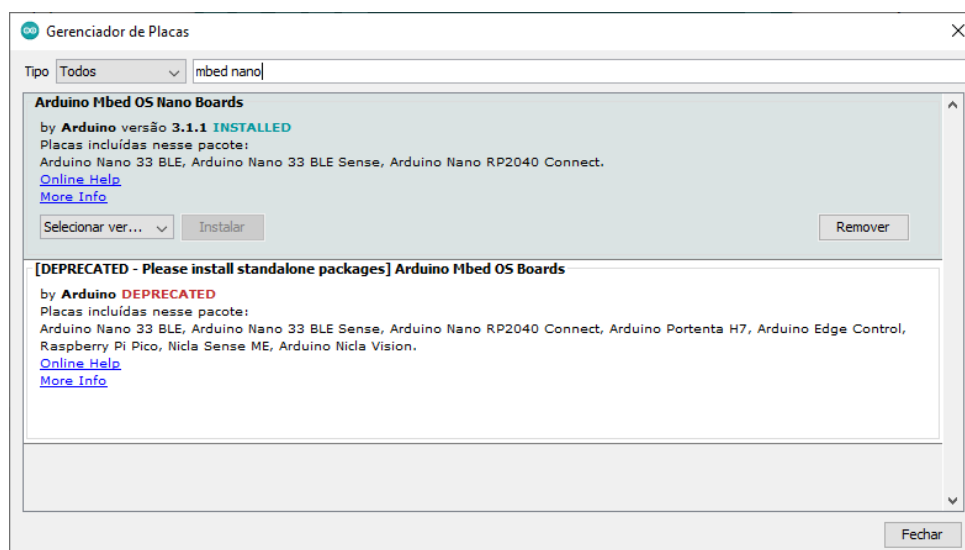 Gerenciador de Placas
Tipo Todos mbed nano
Arduino Mbed OS Nano Boards
by Arduino versão 3.1.1 INSTALLED
Placas incluídas nesse pacote:
Arduino Nano 33 BLE, Arduino Nano 33 BLE Sense, Arduino Nano RP2040 Connect.
Online Help
More Info
Selecionar ver... Instalar Remover
[DEPRECATED - Please install standalone packages] Arduino Mbed OS Boards
by Arduino DEPRECATED
Placas incluídas nesse pacote:
Arduino Nano 33 BLE, Arduino Nano 33 BLE Sense, Arduino Nano RP2040 Connect, Arduino Portenta H7, Arduino Edge Control,
Raspberry Pi Pico, Nicla Sense ME, Arduino Nicla Vision.
Online Help
More Info
Fechar